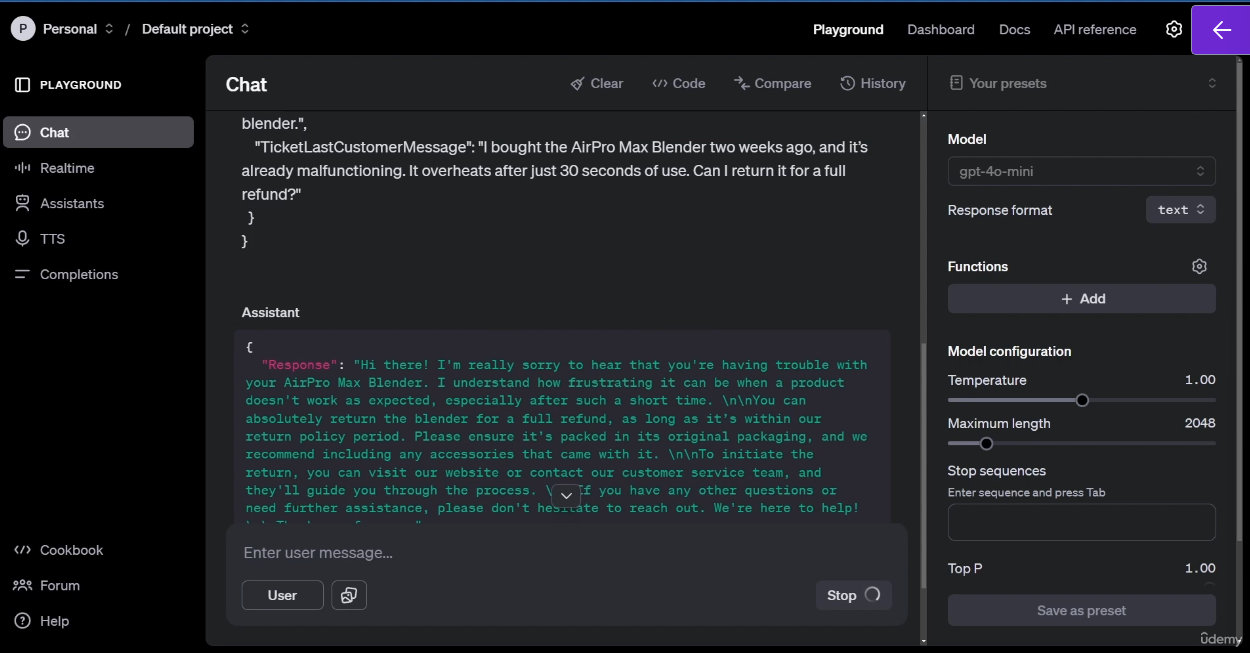 P Personal / Default project
Playground Dashboard Docs API reference
PLAYGROUND
Chat
Realtime
Assistants
TTS
Completions
Cookbook
Forum
Help
Chat
Clear Code Compare History
blender.",
"TicketLastCustomerMessage": "I bought the AirPro Max Blender two weeks ago, and it's
already malfunctioning. It overheats after just 30 seconds of use. Can I return it for a full
refund?"
}
}
Assistant
{
"Response": "Hi there! I'm really sorry to hear that you're having trouble with
your AirPro Max Blender. I understand how frustrating it can be when a product
doesn't work as expected, especially after such a short time. \n\nYou can
absolutely return the blender for a full refund, as long as it's within our
return policy period. Please ensure it's packed in its original packaging, and we
recommend including any accessories that came with it. \n\nTo initiate the
return, you can visit our website or contact our customer service team, and
they'll guide you through the process. If you have any other questions or
need further assistance, please don't hesitate to reach out. We're here to help!
Enter user message...
User
Stop
Your presets
Model
gpt-4o-mini
Response format text
Functions
+ Add
Model configuration
Temperature 1.00
Maximum length 2048
Stop sequences
Enter sequence and press Tab
Top P 1.00
Save as preset
ûdemy